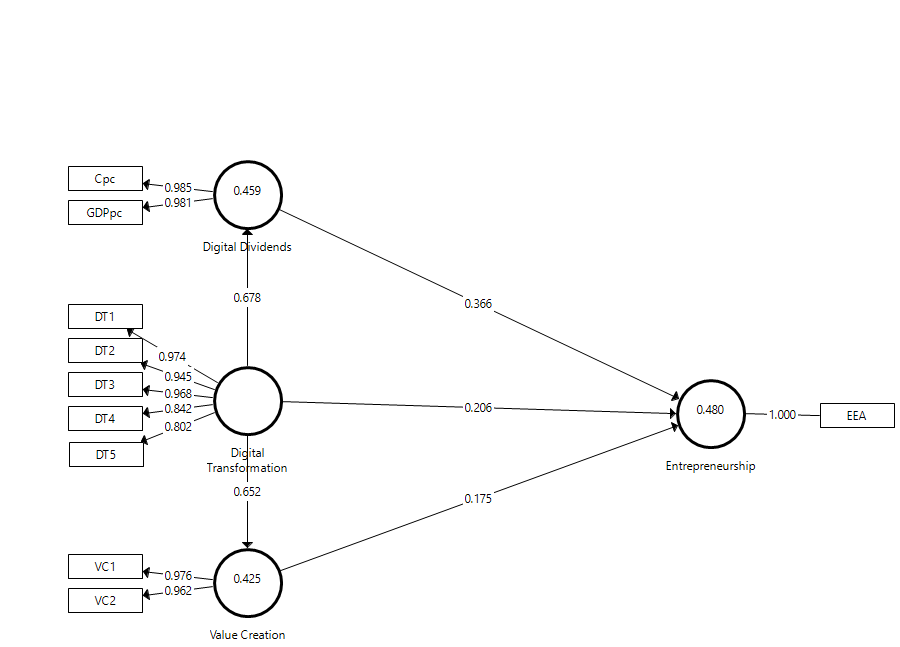 Cpc
0.985
0.459
GDPpc
0.981
Digital Dividends
0.678
0.366
DT1
0.974
DT2
0.945
DT3
0.968
DT4
0.842
DT5
0.802
Digital
Transformation
0.206
0.480
1.000
EEA
Entrepreneurship
0.652
0.175
VC1
0.976
0.425
VC2
0.962
Value Creation